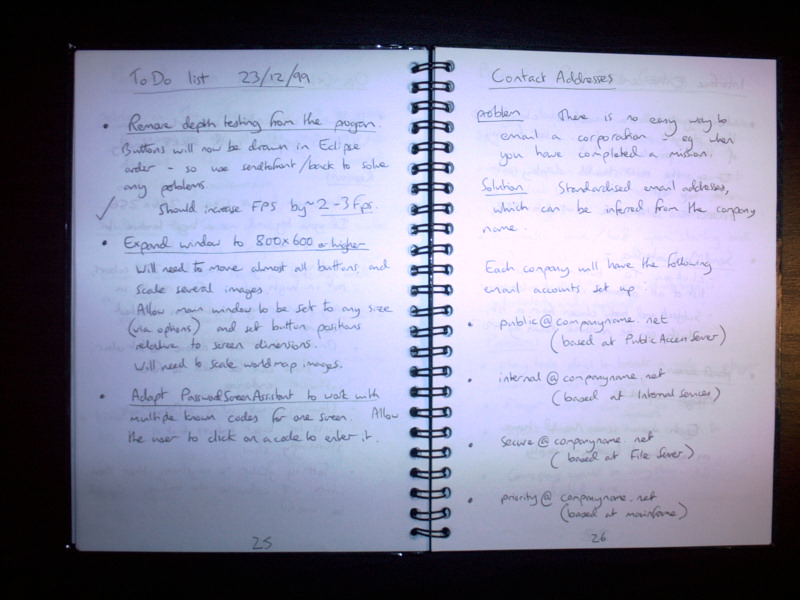 ToDo list 23/12/99
• Remove depth testing from the program.
Buttons will now be drawn in Eclipse
order - so use sendtofront/back to solve
any problems
✓ Should increase FPS by ~ 2-3 Fps.
• Expand window to 800x600 or higher
Will need to move almost all buttons, and
scale several images.
Allow main window to be set to any size
(via options) and set button positions
relative to screen dimensions.
Will need to scale worldmap images.
• Adapt PasswordScreenAssistant to work with
multiple known codes for one screen. Allow
the user to click on a code to enter it.
25
Contact Addresses
problem There is no easy way to
email a corporation - eg when
you have completed a mission.
Solution Standardised email addresses,
which can be infered from the company
name.
Each company will have the following
email accounts set up:
• public@companyname.net
(based at Public Access Server)
• internal@companyname.net
(based at Internal Services)
• secure@companyname.net
(based at File Server)
• priority@companyname.net
(based at mainframe)
26